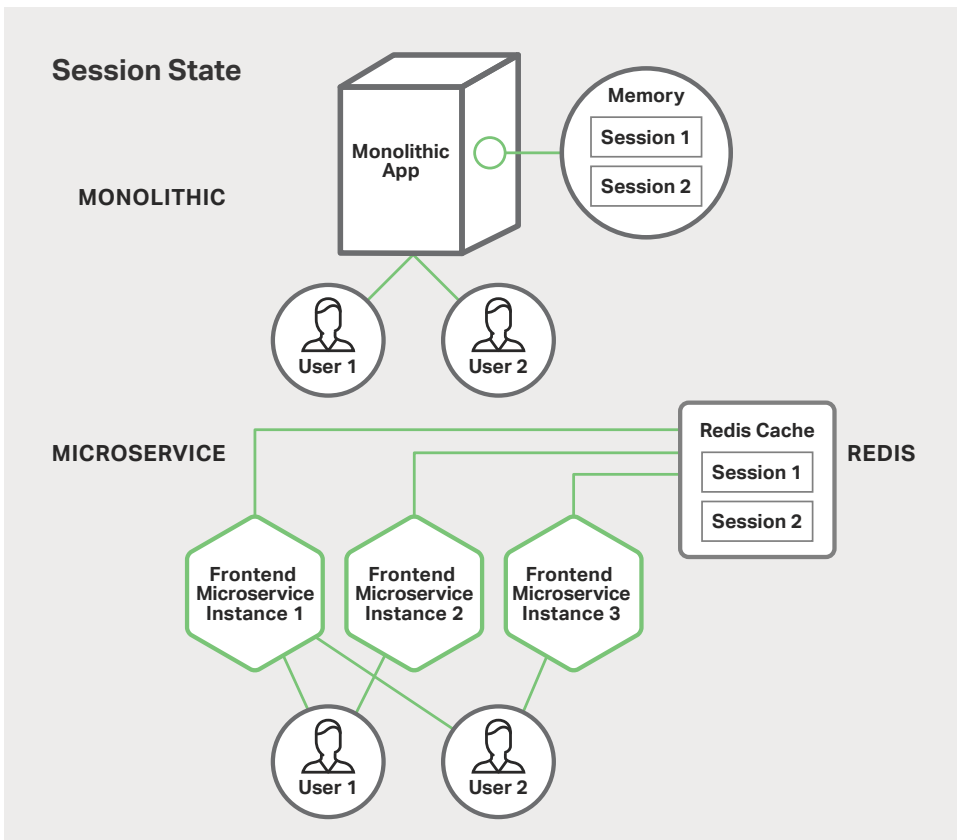 Session State
MONOLITHIC
Monolithic
App
Memory
Session 1
Session 2
User 1
User 2
MICROSERVICE
Redis Cache
Session 1
Session 2
REDIS
Frontend
Microservice
Instance 1
Frontend
Microservice
Instance 2
Frontend
Microservice
Instance 3
User 1
User 2